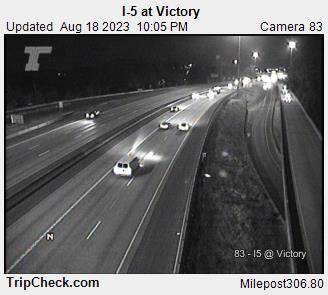 I-5 at Victory
Updated Aug 18 2023 10:05 PM Camera 83
T
N
83 - I5 @ Victory
TripCheck.com Milepost306.80